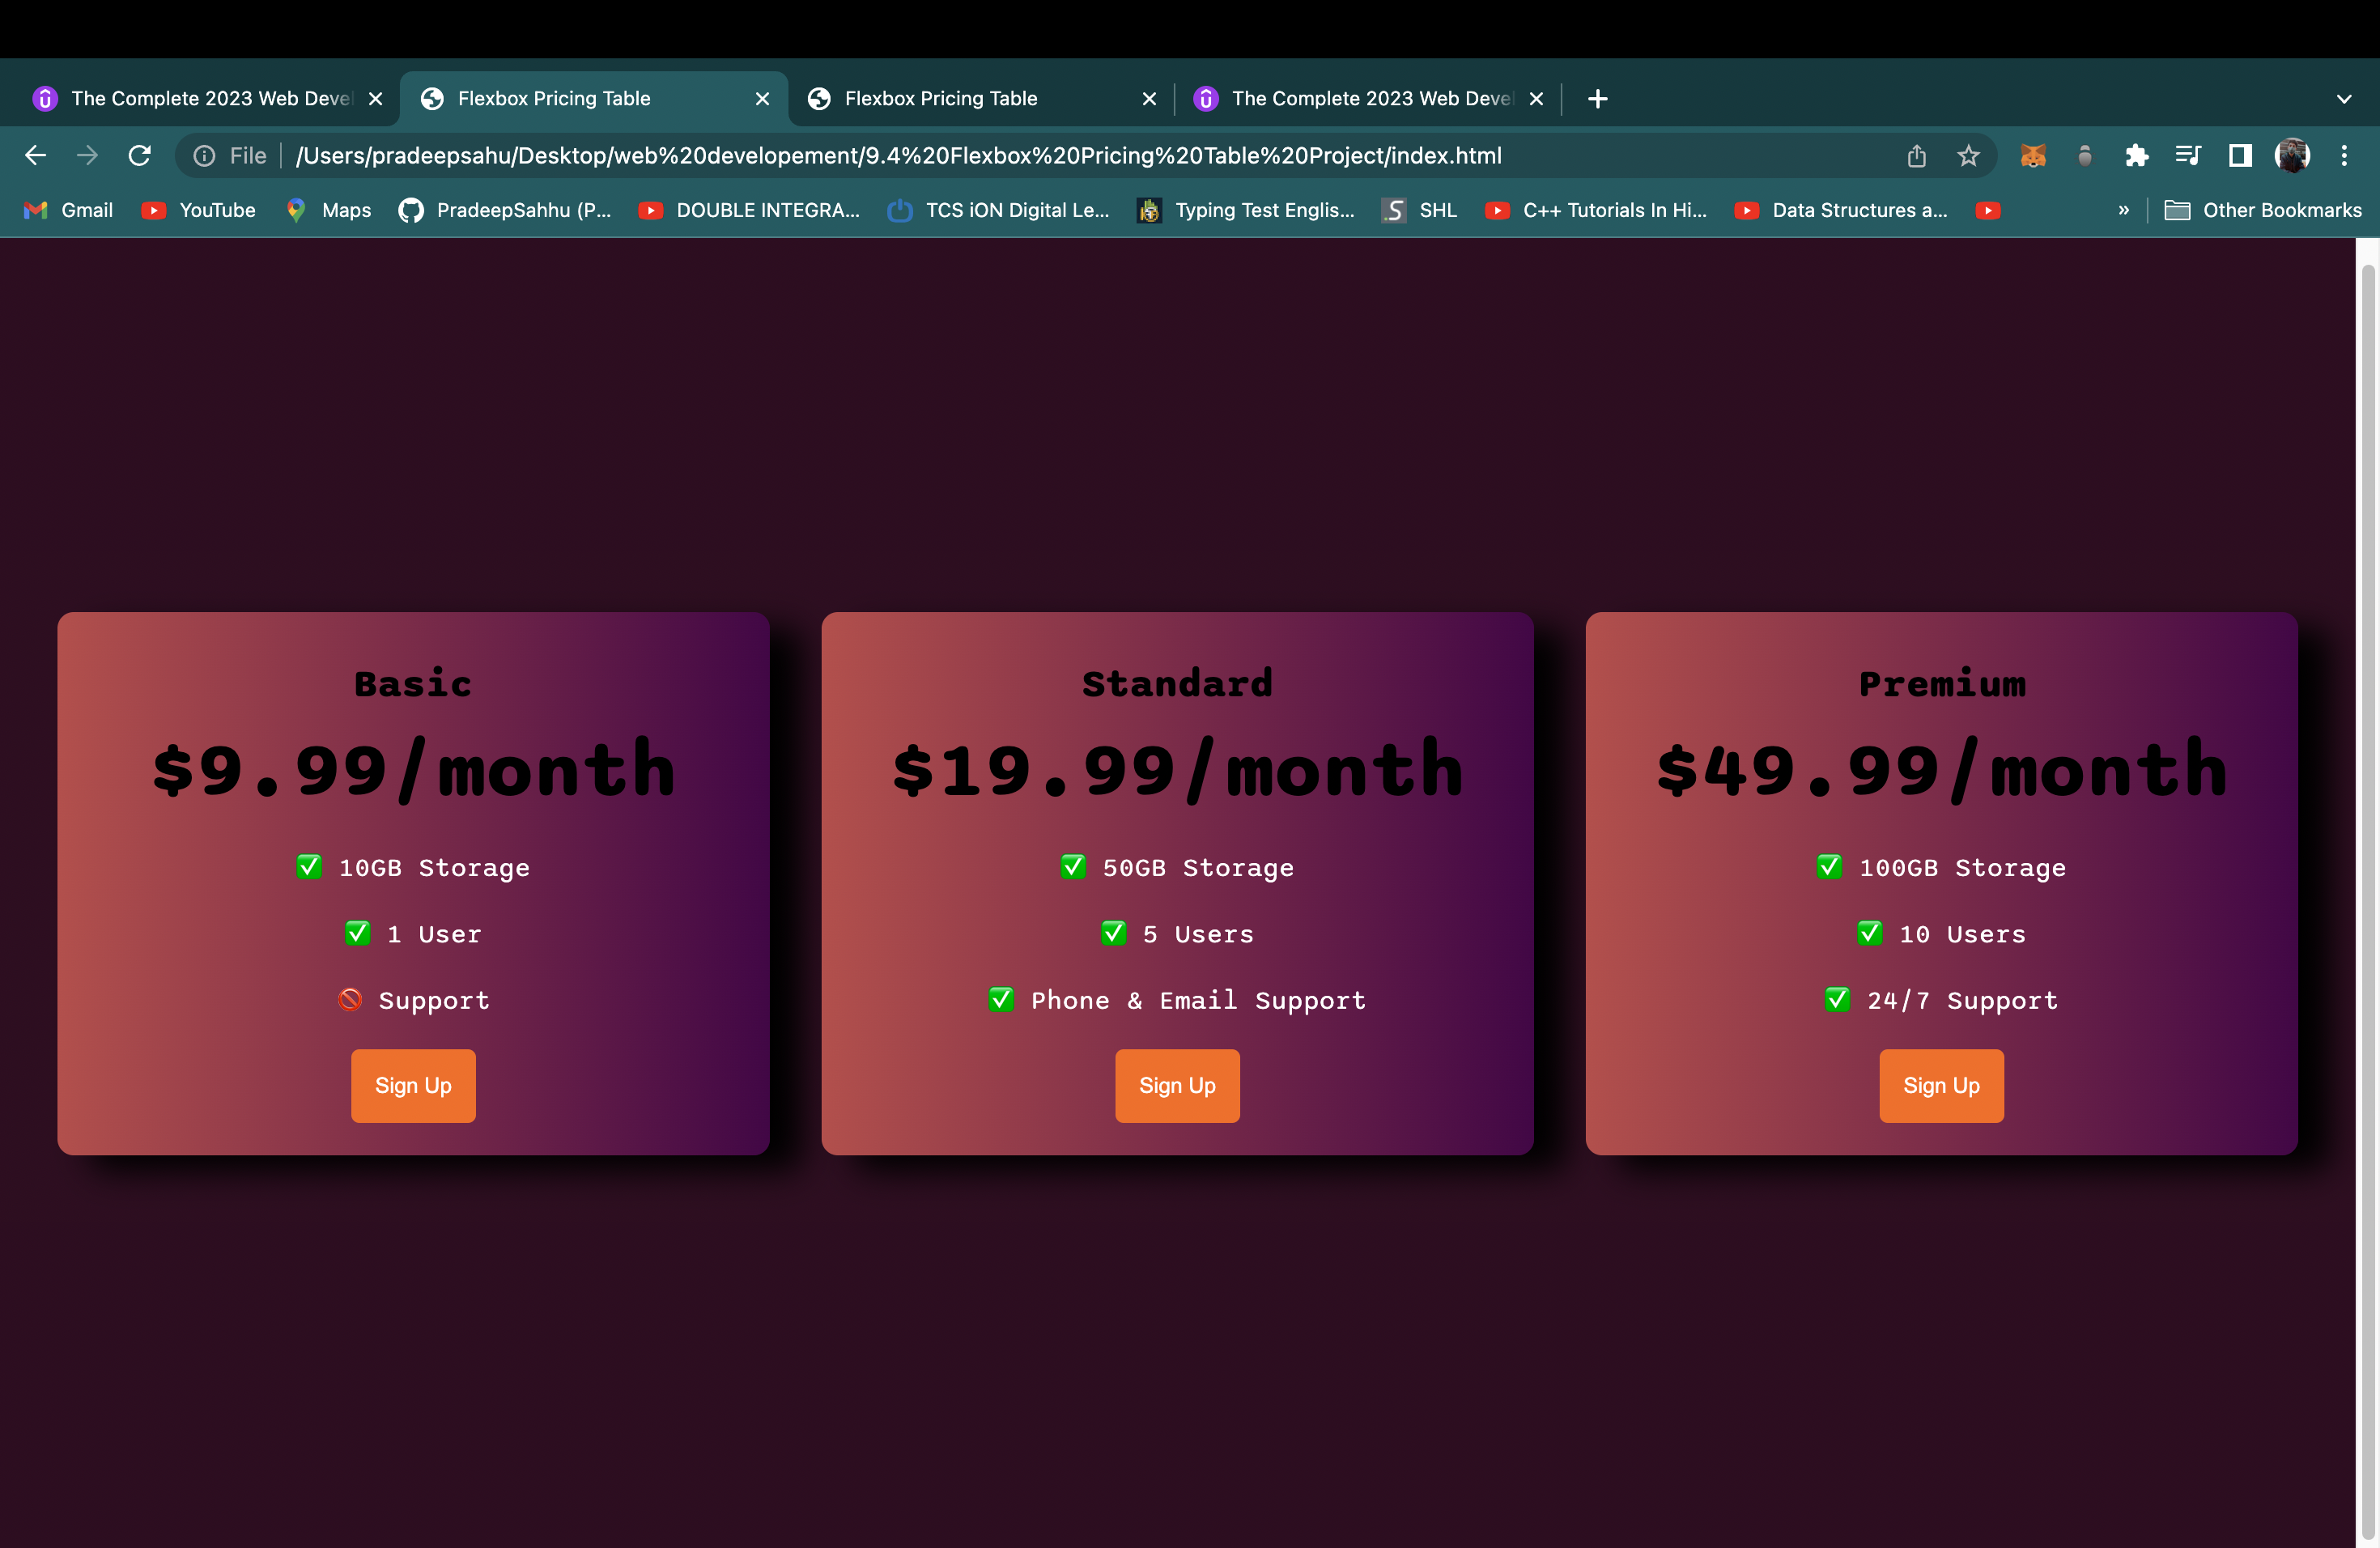 The Complete 2023 Web Devel
Flexbox Pricing Table
Flexbox Pricing Table
The Complete 2023 Web Devel
File /Users/pradeepsahu/Desktop/web%20developement/9.4%20Flexbox%20Pricing%20Table%20Project/index.html
Gmail YouTube Maps PradeepSahhu (P... DOUBLE INTEGRA... TCS iON Digital Le... Typing Test Englis... SHL C++ Tutorials In Hi... Data Structures a... » Other Bookmarks
Basic
$9.99/month
✅ 10GB Storage
✅ 1 User
🚫 Support
Sign Up
Standard
$19.99/month
✅ 50GB Storage
✅ 5 Users
✅ Phone & Email Support
Sign Up
Premium
$49.99/month
✅ 100GB Storage
✅ 10 Users
✅ 24/7 Support
Sign Up